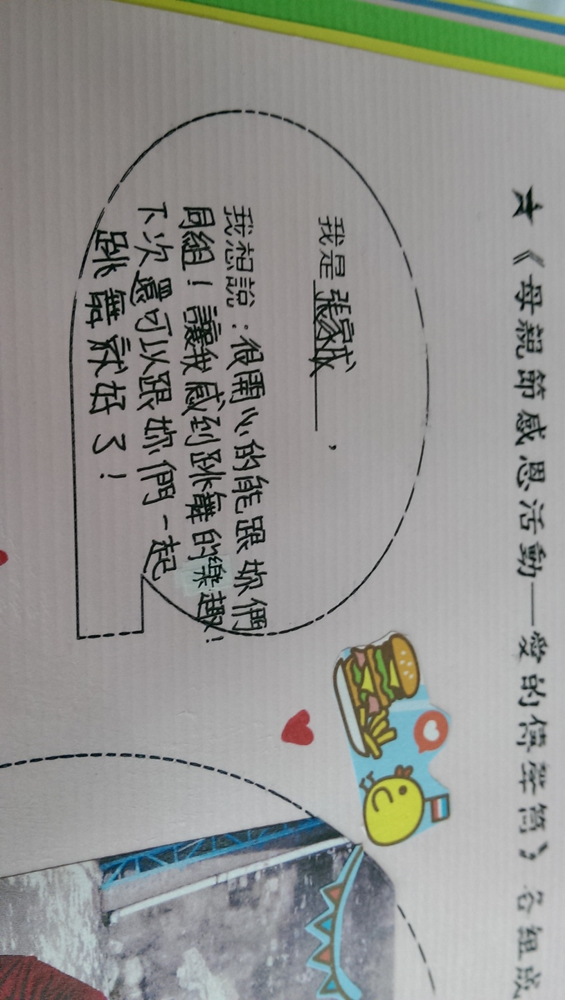 ★《母親節感恩活動—愛的傳聲筒》各組成
我是張家誠，
我想說：很開心的能跟妳們
同組！讓我感到跳舞的樂趣！
下次還可以跟妳們一起
跳舞就好了！